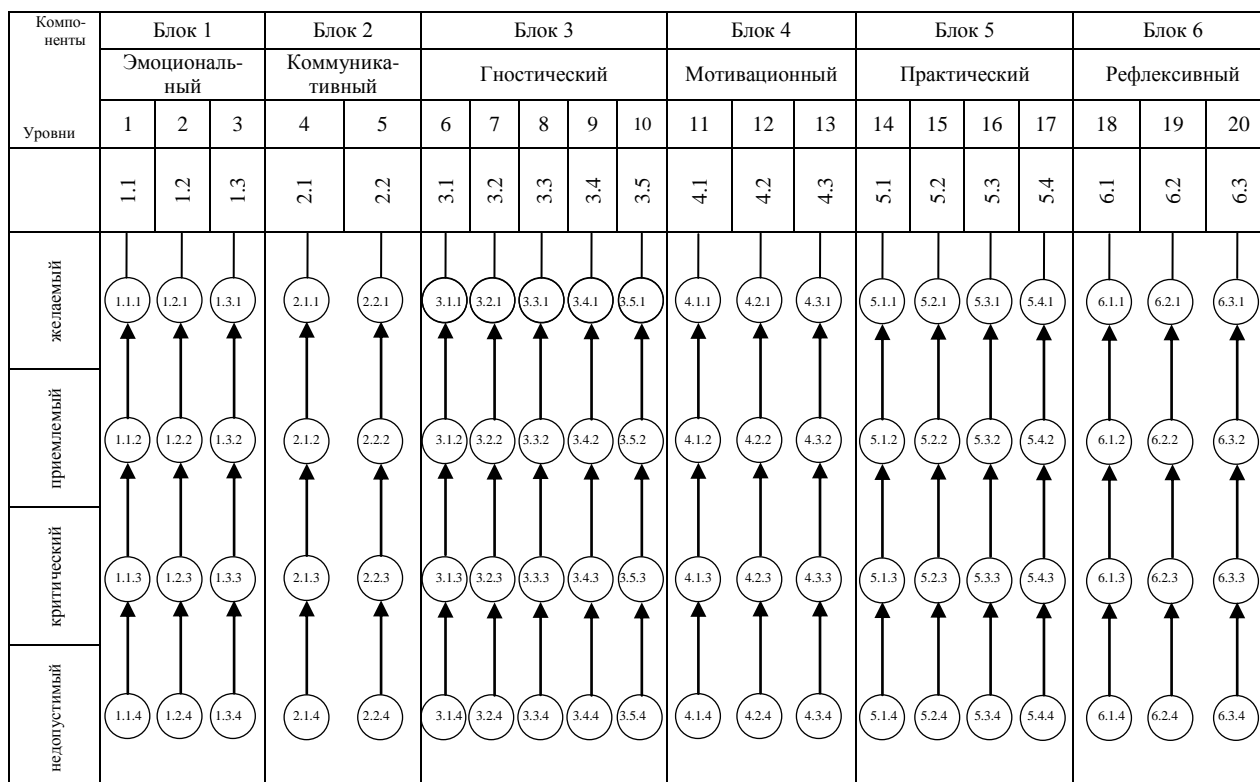 Компо-
ненты
Уровни
Блок 1 Блок 2 Блок 3 Блок 4 Блок 5 Блок 6
Эмоциональ-
ный
Коммуника-
тивный
Гностический Мотивационный Практический Рефлексивный
1 2 3 4 5 6 7 8 9 10 11 12 13 14 15 16 17 18 19 20
1.1 1.2 1.3 2.1 2.2 3.1 3.2 3.3 3.4 3.5 4.1 4.2 4.3 5.1 5.2 5.3 5.4 6.1 6.2 6.3
желаемый
1.1.1 1.2.1 1.3.1 2.1.1 2.2.1 3.1.1 3.2.1 3.3.1 3.4.1 3.5.1 4.1.1 4.2.1 4.3.1 5.1.1 5.2.1 5.3.1 5.4.1 6.1.1 6.2.1 6.3.1
приемлемый
1.1.2 1.2.2 1.3.2 2.1.2 2.2.2 3.1.2 3.2.2 3.3.2 3.4.2 3.5.2 4.1.2 4.2.2 4.3.2 5.1.2 5.2.2 5.3.2 5.4.2 6.1.2 6.2.2 6.3.2
критический
1.1.3 1.2.3 1.3.3 2.1.3 2.2.3 3.1.3 3.2.3 3.3.3 3.4.3 3.5.3 4.1.3 4.2.3 4.3.3 5.1.3 5.2.3 5.3.3 5.4.3 6.1.3 6.2.3 6.3.3
недопустимый
1.1.4 1.2.4 1.3.4 2.1.4 2.2.4 3.1.4 3.2.4 3.3.4 3.4.4 3.5.4 4.1.4 4.2.4 4.3.4 5.1.4 5.2.4 5.3.4 5.4.4 6.1.4 6.2.4 6.3.4